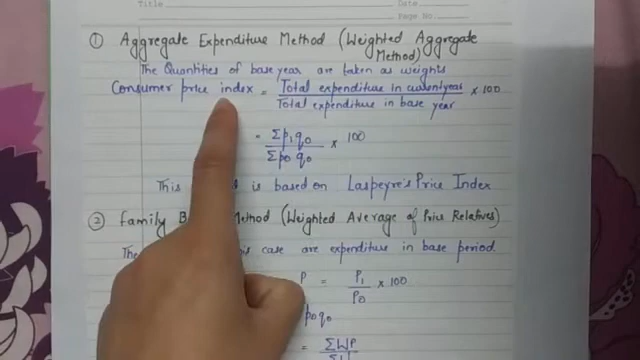 Title
Date
Page No.
① Aggregate Expenditure Method (Weighted Aggregate
Method)
The Quantities of base year are taken as weights
Consumer price index = Total expenditure in current year / Total expenditure in base year × 100
= Σp₁q₀ / Σp₀q₀ × 100
This is based on Laspeyre's Price Index
② Family B Method (Weighted Average of Price Relatives)
The this case are expenditure in base period
P = P₁ / P₀ × 100
p₀q₀
= ΣWP